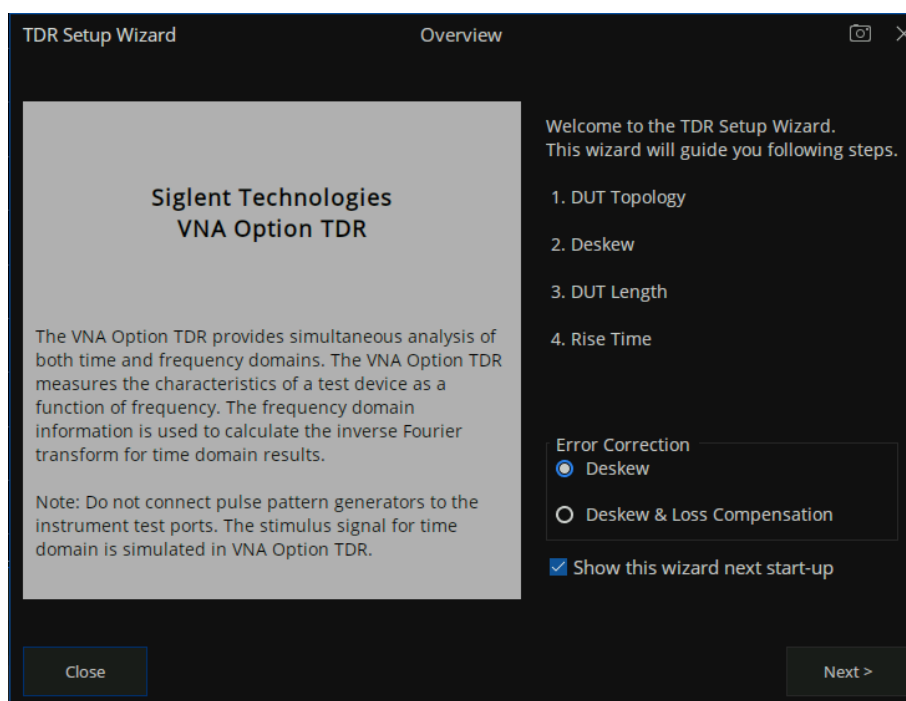 TDR Setup Wizard
Overview
Siglent Technologies
VNA Option TDR
The VNA Option TDR provides simultaneous analysis of
both time and frequency domains. The VNA Option TDR
measures the characteristics of a test device as a
function of frequency. The frequency domain
information is used to calculate the inverse Fourier
transform for time domain results.
Note: Do not connect pulse pattern generators to the
instrument test ports. The stimulus signal for time
domain is simulated in VNA Option TDR.
Welcome to the TDR Setup Wizard.
This wizard will guide you following steps.
1. DUT Topology
2. Deskew
3. DUT Length
4. Rise Time
Error Correction
Deskew
Deskew & Loss Compensation
Show this wizard next start-up
Close
Next >